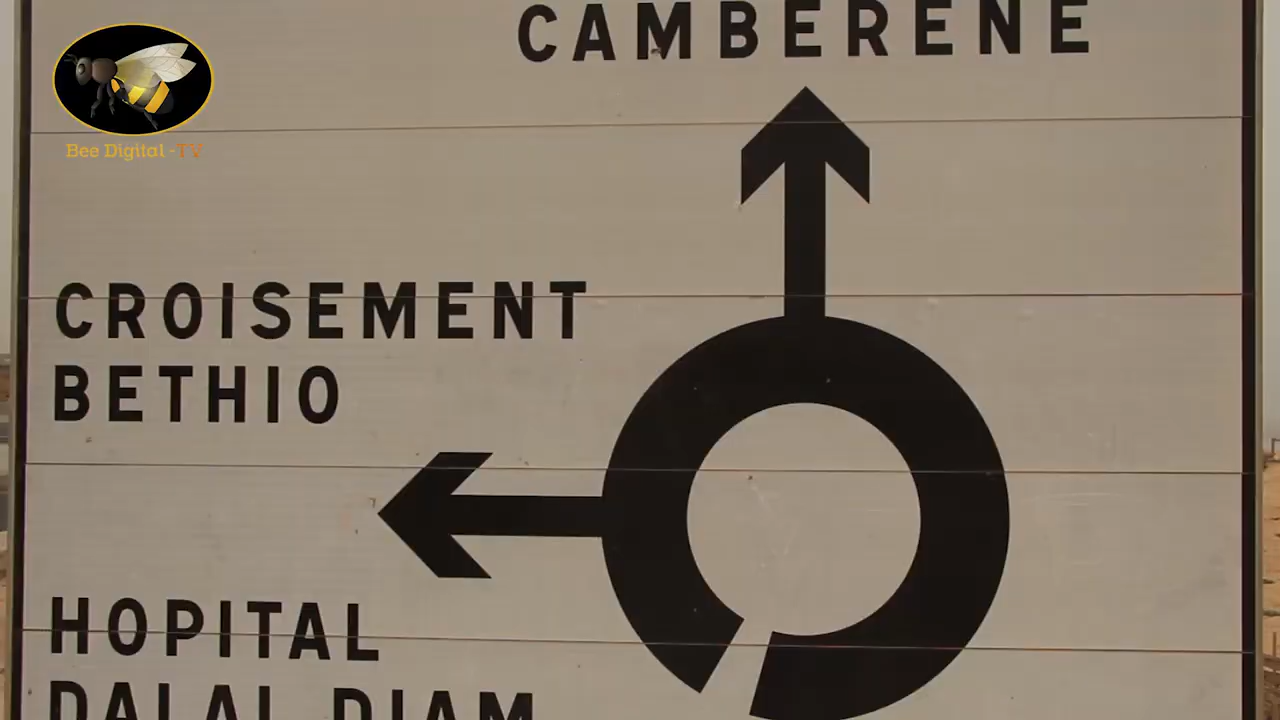 CAMBERENE
Bee Digital -TV
CROISEMENT
BETHIO
HOPITAL
DALAL DIAM